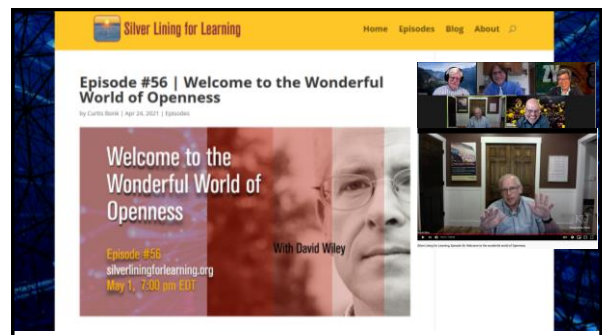 Silver Lining for Learning
Home Episodes Blog About
Episode #56 | Welcome to the Wonderful
World of Openness
by Curtis Bonk | Apr 24, 2021 | Episodes
Welcome to the
Wonderful World of
Openness
With David Wiley
Episode #56
silverliningforlearning.org
May 1, 7:00 pm EDT